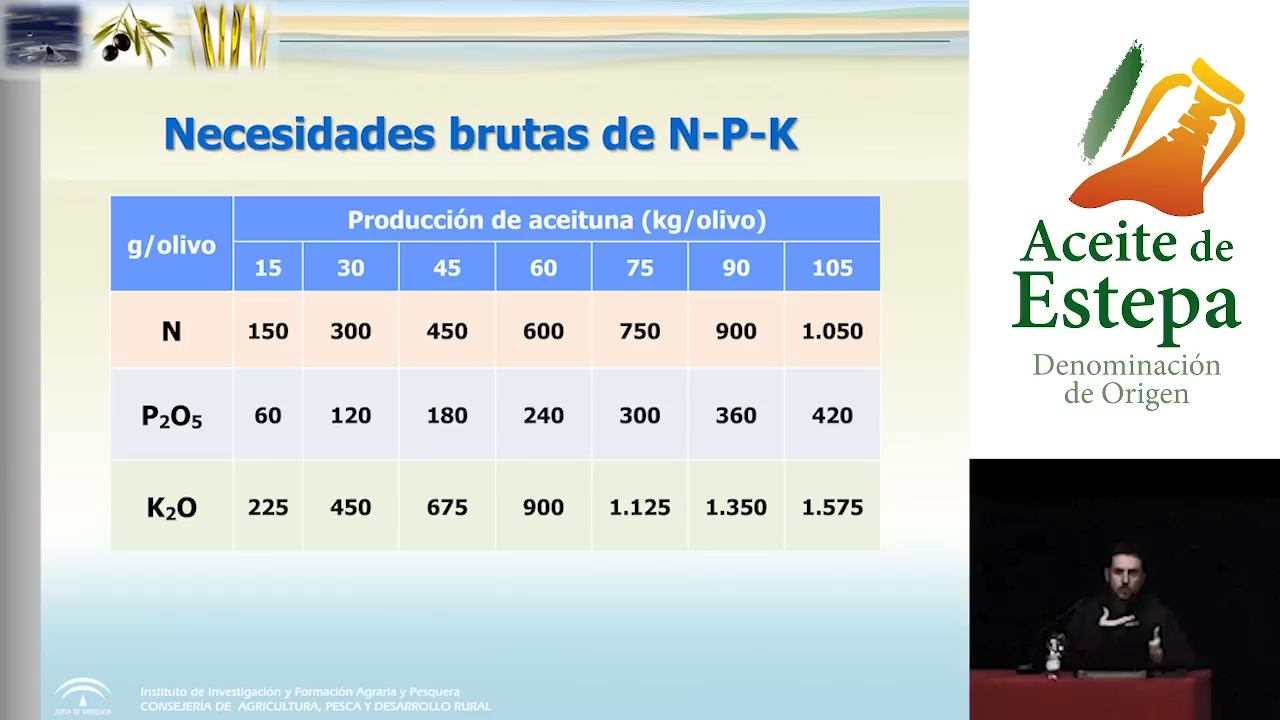 Necesidades brutas de N-P-K
g/olivo
Producción de aceituna (kg/olivo)
15 30 45 60 75 90 105
N 150 300 450 600 750 900 1.050
P₂O₅ 60 120 180 240 300 360 420
K₂O 225 450 675 900 1.125 1.350 1.575
JUNTA DE ANDALUCIA
Instituto de Investigación y Formación Agraria y Pesquera
CONSEJERÍA DE AGRICULTURA, PESCA Y DESARROLLO RURAL
Aceite de
Estepa
Denominación
de Origen